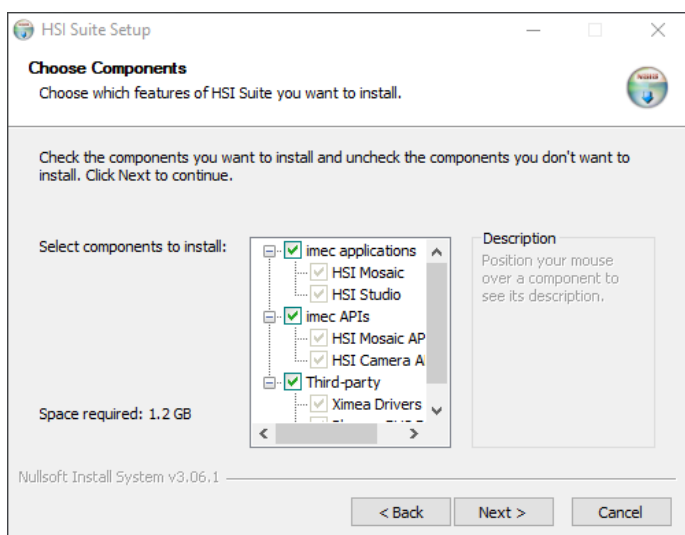 HSI Suite Setup
Choose Components
Choose which features of HSI Suite you want to install.
Check the components you want to install and uncheck the components you don't want to
install. Click Next to continue.
Select components to install:
imec applications
HSI Mosaic
HSI Studio
imec APIs
HSI Mosaic AP
HSI Camera A
Third-party
Ximea Drivers
Description
Position your mouse
over a component to
see its description.
Space required: 1.2 GB
Nullsoft Install System v3.06.1
< Back
Next >
Cancel